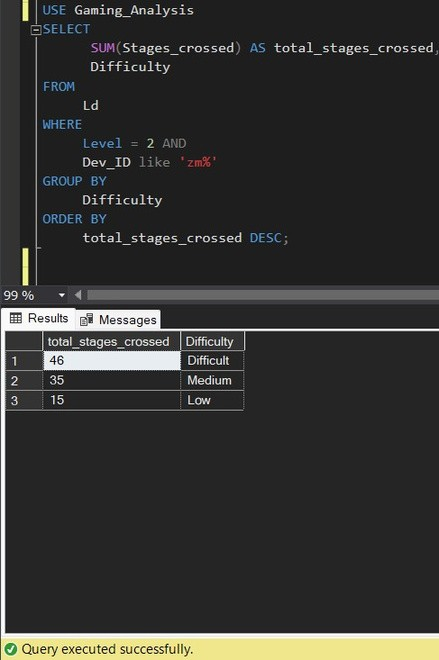 USE Gaming_Analysis
SELECT
SUM(Stages_crossed) AS total_stages_crossed,
Difficulty
FROM
Ld
WHERE
Level = 2 AND
Dev_ID like 'zm%'
GROUP BY
Difficulty
ORDER BY
total_stages_crossed DESC;
99 %
Results Messages
total_stages_crossed Difficulty
1 46 Difficult
2 35 Medium
3 15 Low
Query executed successfully.